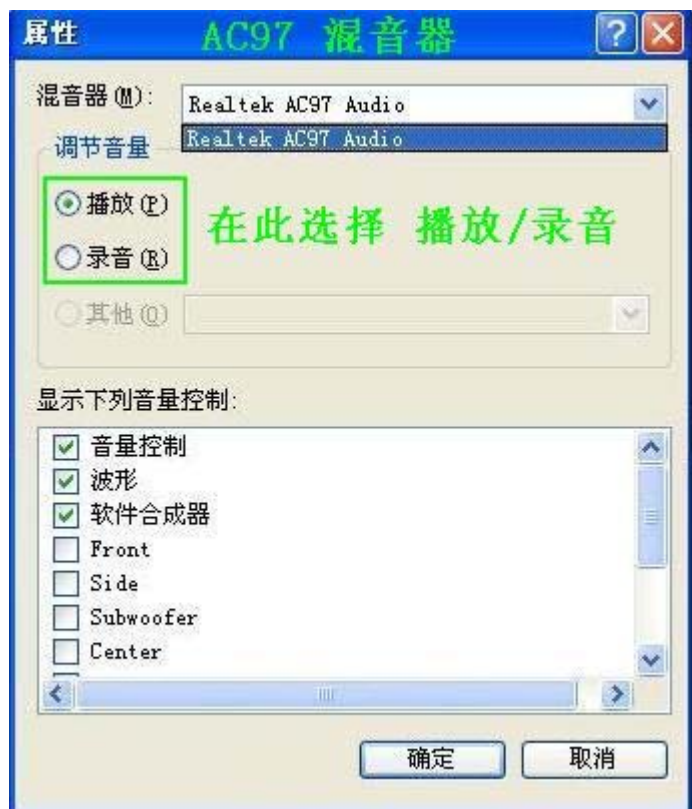 属性 AC97 混音器
混音器(M): Realtek AC97 Audio
Realtek AC97 Audio
调节音量
播放(P)
录音(R)
在此选择 播放/录音
其他(O)
显示下列音量控制:
音量控制
波形
软件合成器
Front
Side
Subwoofer
Center
确定 取消